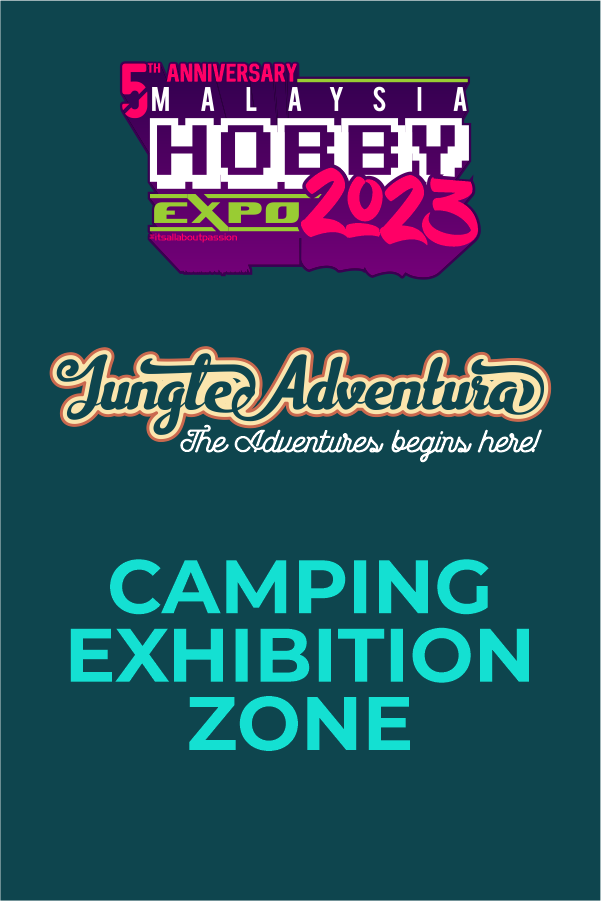 5TH ANNIVERSARY
MALAYSIA
HOBBY
EXPO 2023
#itsallaboutpassion
Jungle Adventura
The Adventures begins here!
CAMPING
EXHIBITION
ZONE